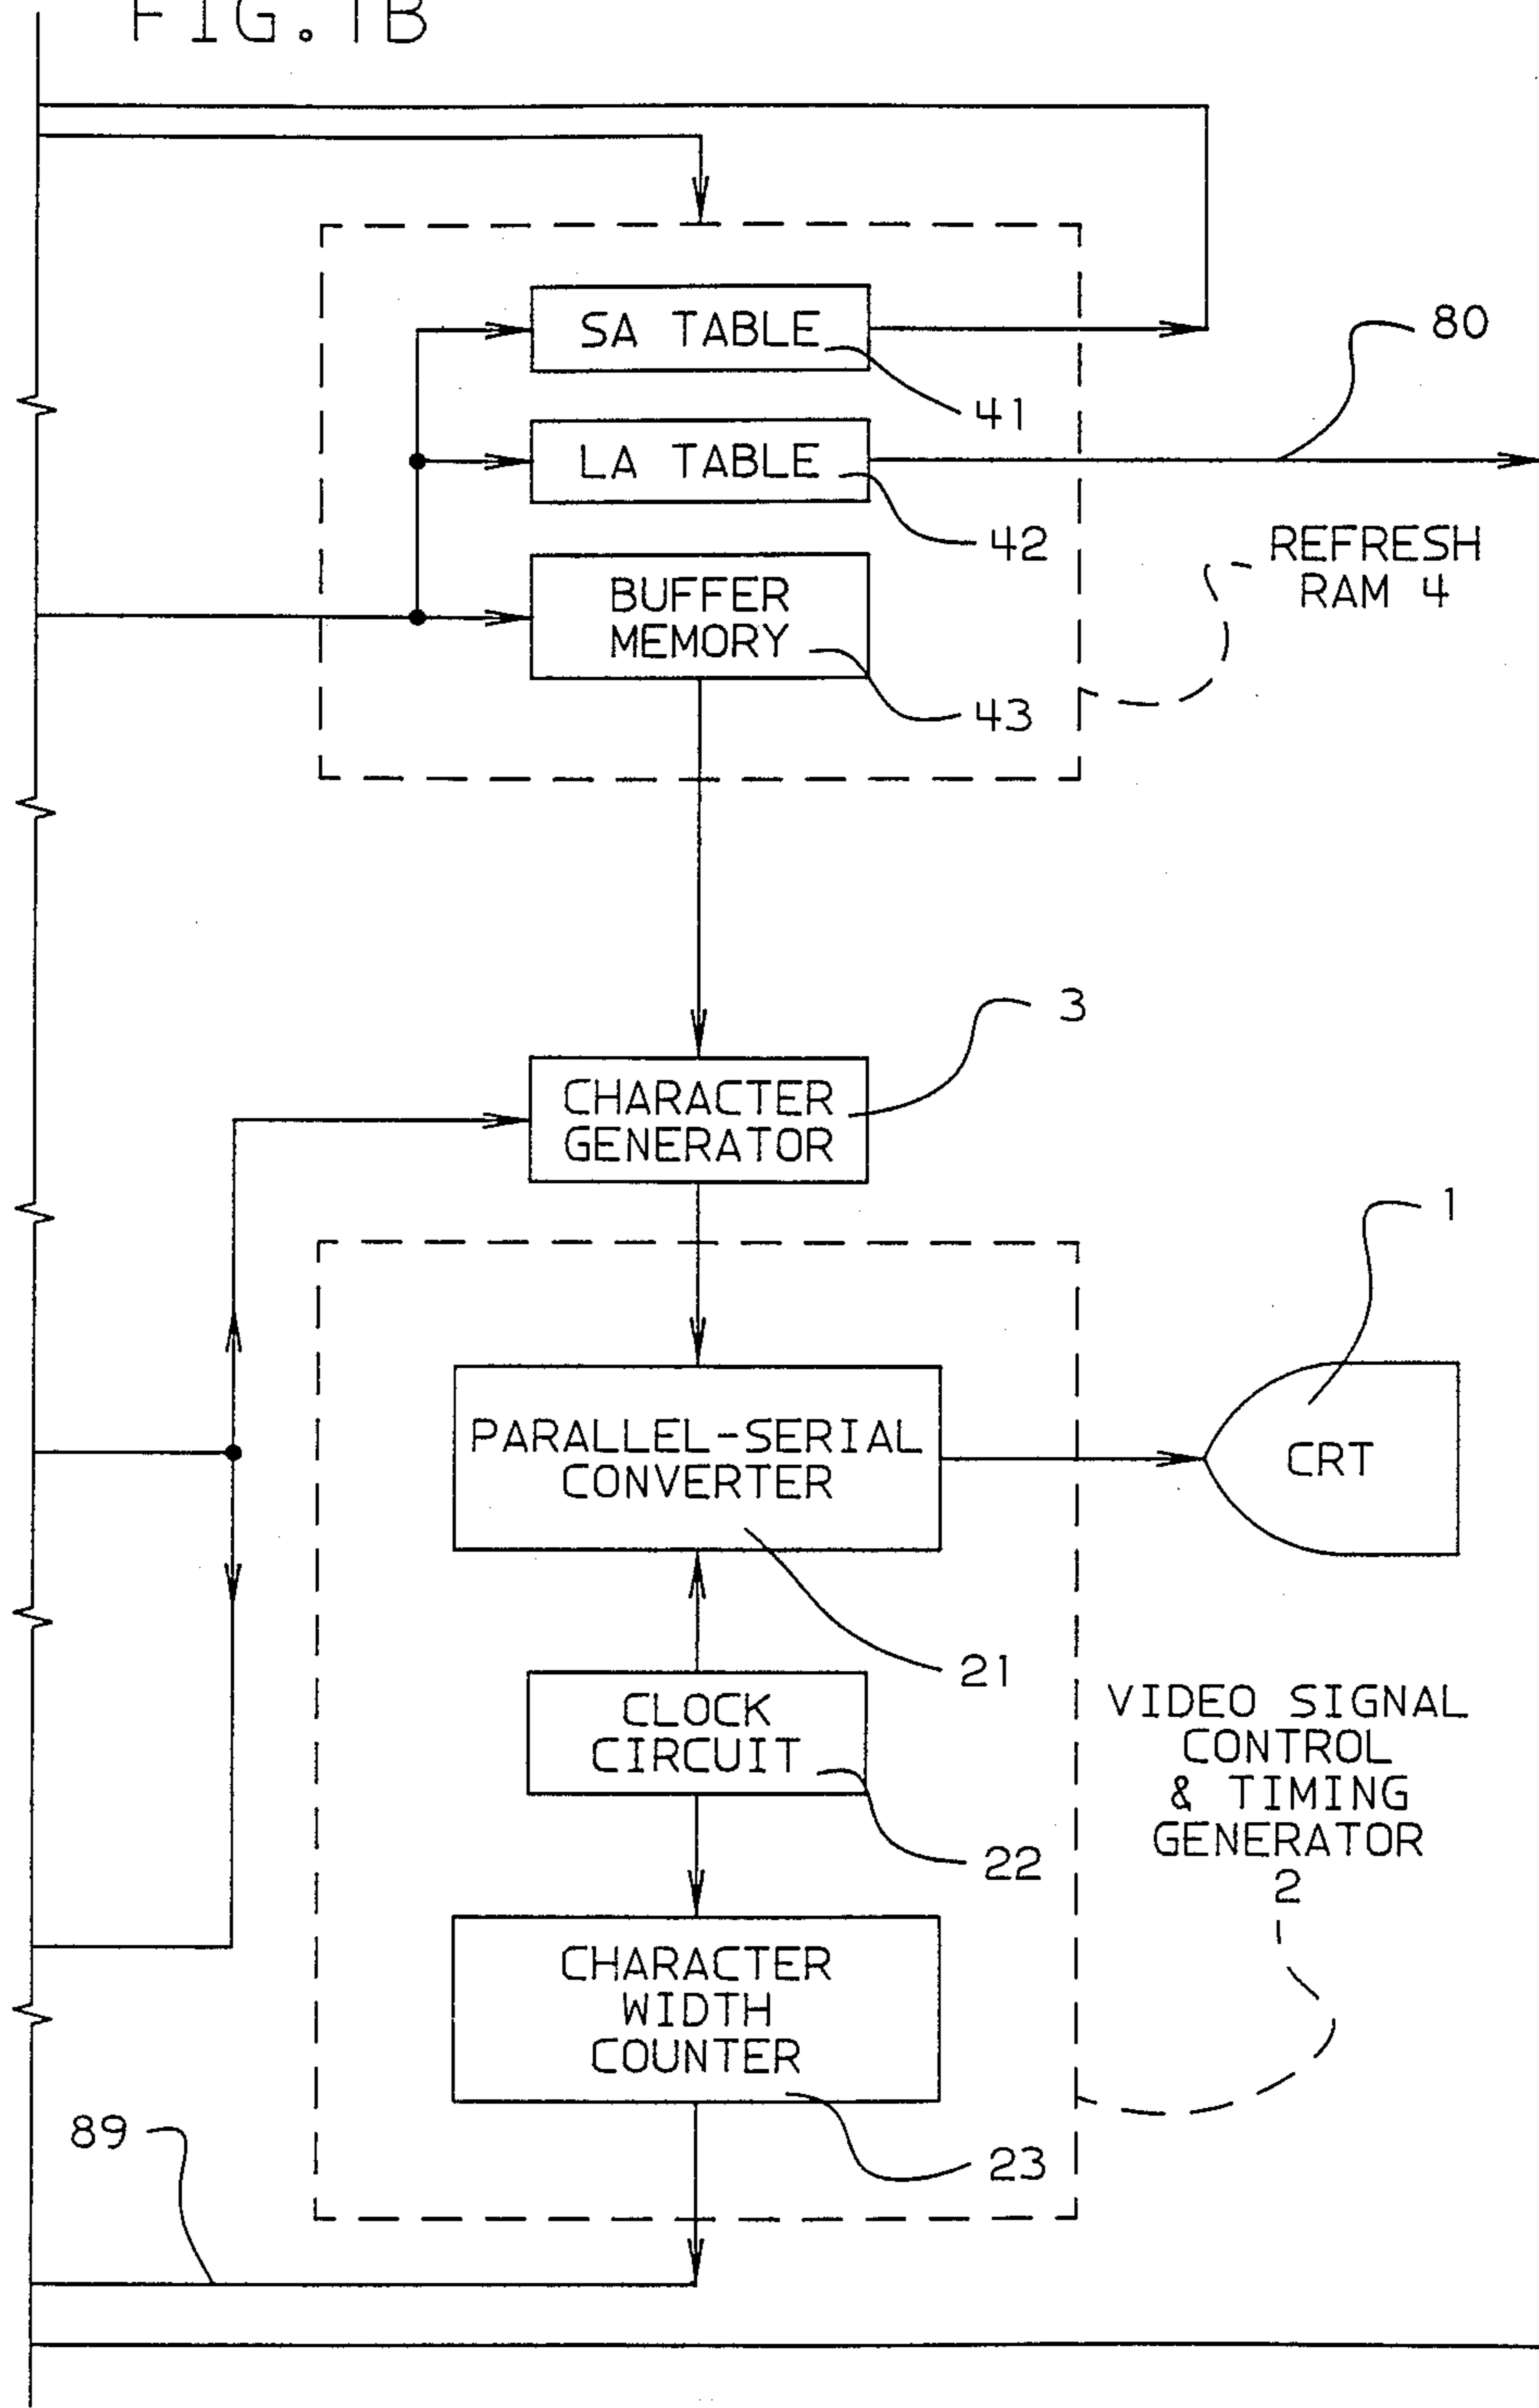 FIG.1B
SA TABLE
80
41
LA TABLE
42
REFRESH
RAM 4
BUFFER
MEMORY
43
3
CHARACTER
GENERATOR
1
PARALLEL-SERIAL
CONVERTER
CRT
21
CLOCK
CIRCUIT
VIDEO SIGNAL
CONTROL
& TIMING
GENERATOR
2
22
CHARACTER
WIDTH
COUNTER
89
23